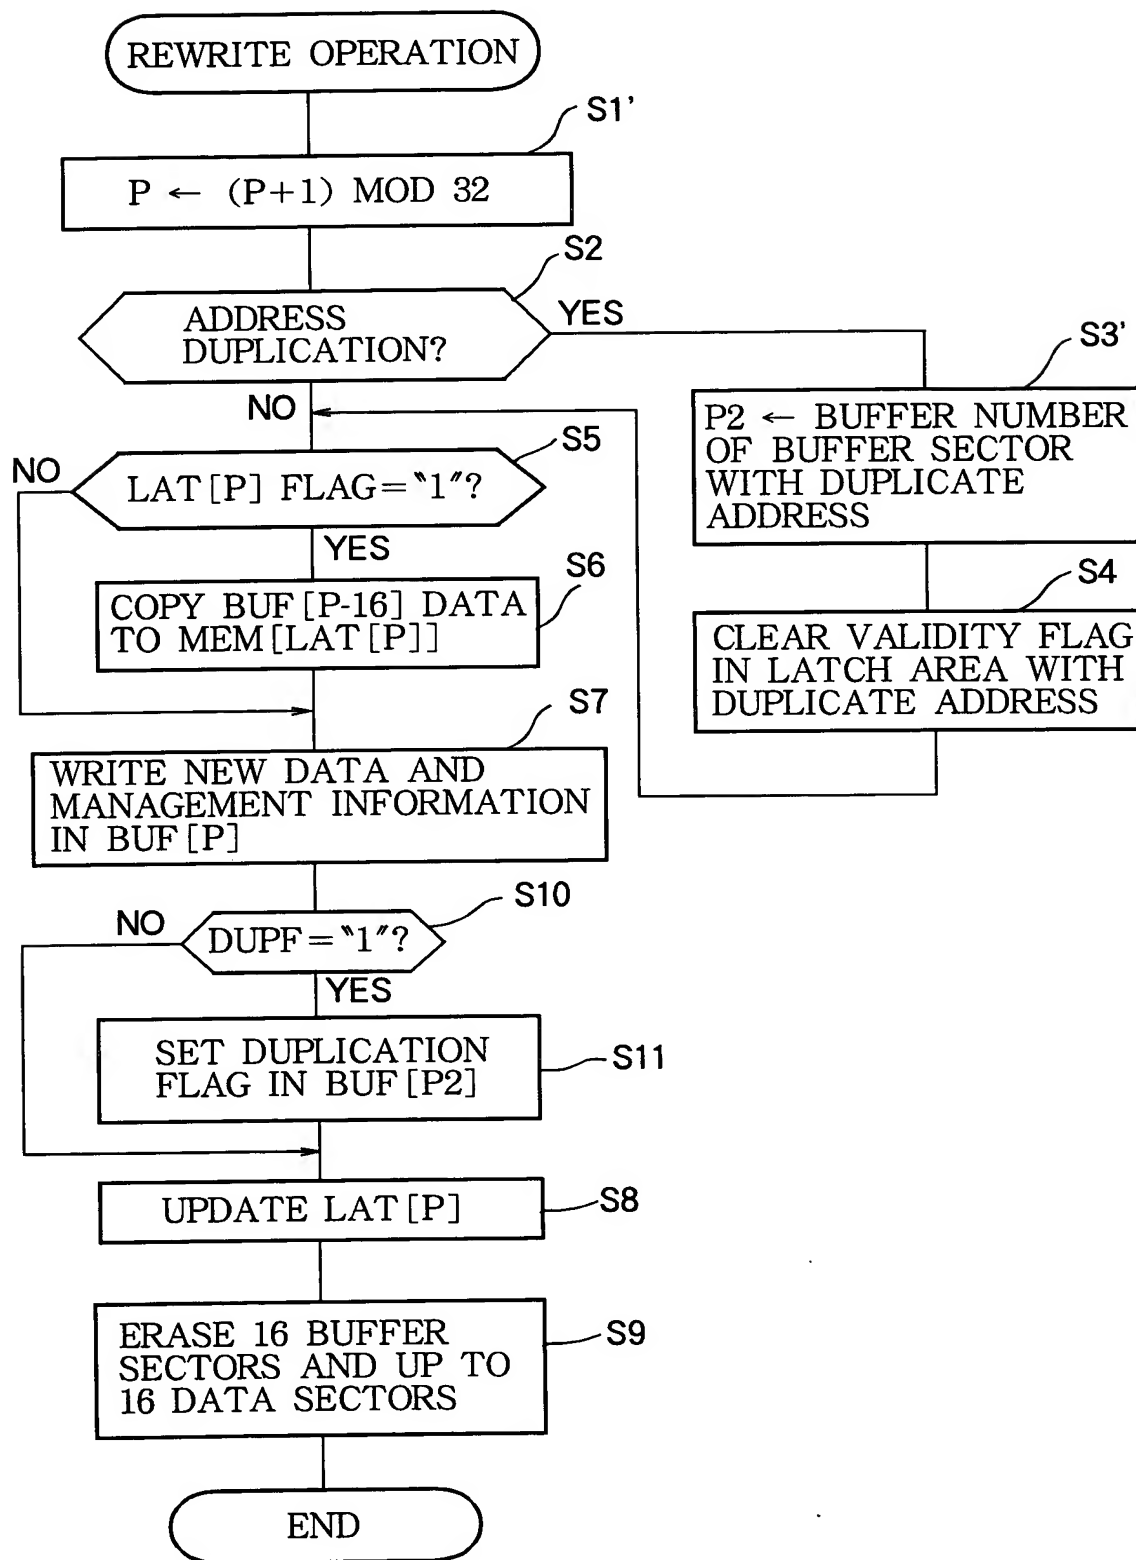 REWRITE OPERATION
S1'
P ← (P+1) MOD 32
S2
ADDRESS
DUPLICATION?
YES
NO
S3'
P2 ← BUFFER NUMBER
OF BUFFER SECTOR
WITH DUPLICATE
ADDRESS
S4
CLEAR VALIDITY FLAG
IN LATCH AREA WITH
DUPLICATE ADDRESS
S5
NO
LAT[P] FLAG=〝1″?
YES
S6
COPY BUF[P-16] DATA
TO MEM[LAT[P]]
S7
WRITE NEW DATA AND
MANAGEMENT INFORMATION
IN BUF[P]
S10
NO
DUPF=〝1″?
YES
SET DUPLICATION
FLAG IN BUF[P2]
S11
UPDATE LAT[P]
S8
ERASE 16 BUFFER
SECTORS AND UP TO
16 DATA SECTORS
S9
END